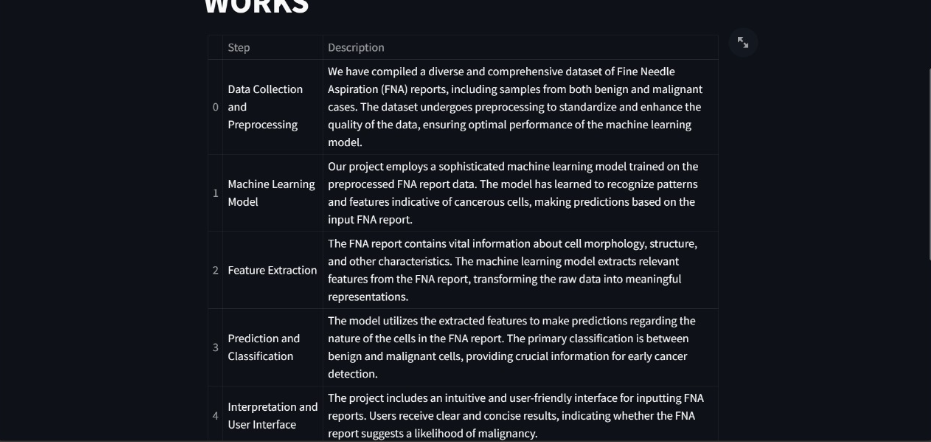 WORKS
Step Description
0 Data Collection and Preprocessing We have compiled a diverse and comprehensive dataset of Fine Needle
Aspiration (FNA) reports, including samples from both benign and malignant
cases. The dataset undergoes preprocessing to standardize and enhance the
quality of the data, ensuring optimal performance of the machine learning
model.
1 Machine Learning Model Our project employs a sophisticated machine learning model trained on the
preprocessed FNA report data. The model has learned to recognize patterns
and features indicative of cancerous cells, making predictions based on the
input FNA report.
2 Feature Extraction The FNA report contains vital information about cell morphology, structure,
and other characteristics. The machine learning model extracts relevant
features from the FNA report, transforming the raw data into meaningful
representations.
3 Prediction and Classification The model utilizes the extracted features to make predictions regarding the
nature of the cells in the FNA report. The primary classification is between
benign and malignant cells, providing crucial information for early cancer
detection.
4 Interpretation and User Interface The project includes an intuitive and user-friendly interface for inputting FNA
reports. Users receive clear and concise results, indicating whether the FNA
report suggests a likelihood of malignancy.